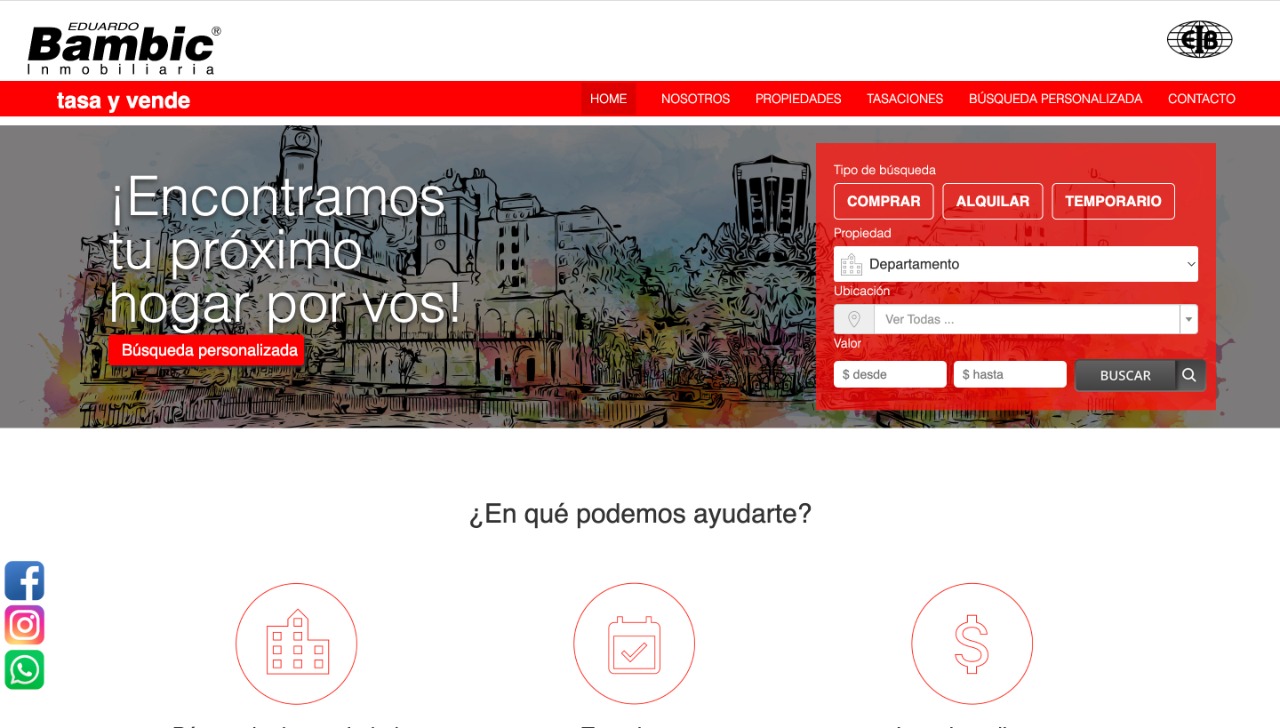 EDUARDO
Bambic®
Inmobiliaria
EIB
tasa y vende
HOME NOSOTROS PROPIEDADES TASACIONES BÚSQUEDA PERSONALIZADA CONTACTO
¡Encontramos
tu próximo
hogar por vos!
Búsqueda personalizada
Tipo de búsqueda
COMPRAR ALQUILAR TEMPORARIO
Propiedad
Departamento
Ubicación
Ver Todas ...
Valor
$ desde $ hasta BUSCAR
¿En qué podemos ayudarte?